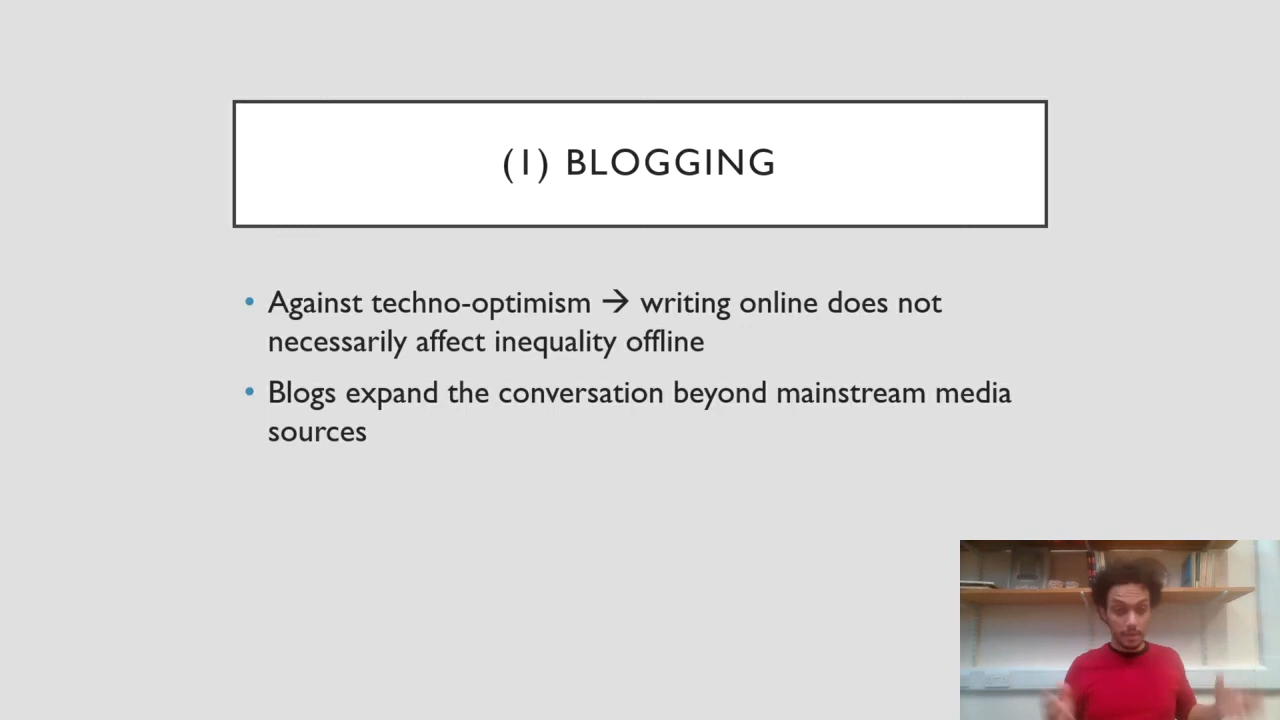 (1) BLOGGING
• Against techno-optimism → writing online does not
necessarily affect inequality offline
• Blogs expand the conversation beyond mainstream media
sources